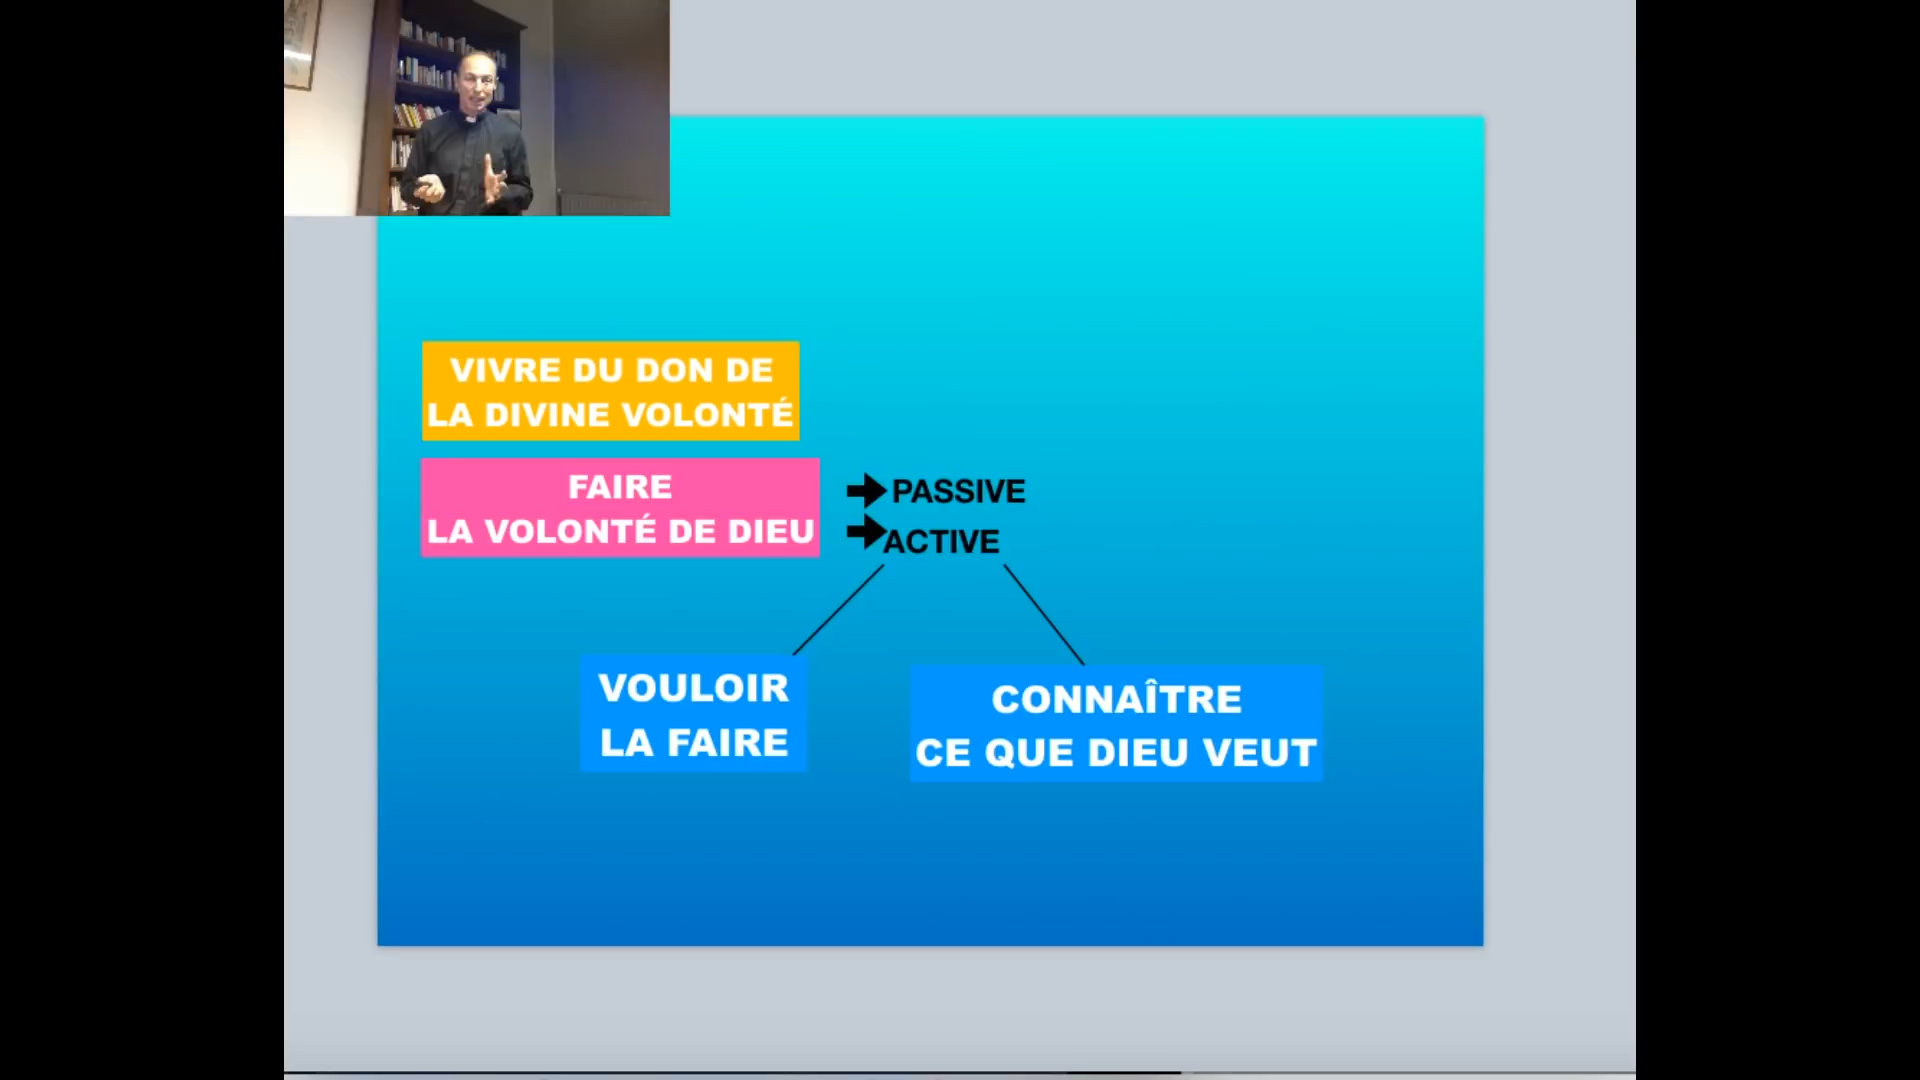 VIVRE DU DON DE
LA DIVINE VOLONTÉ
FAIRE
LA VOLONTÉ DE DIEU
PASSIVE
ACTIVE
VOULOIR
LA FAIRE
CONNAÎTRE
CE QUE DIEU VEUT